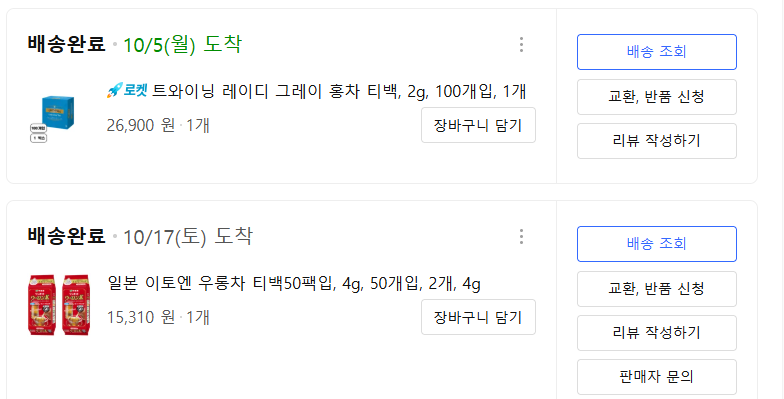 배송완료 · 10/5(월) 도착
로켓 트와이닝 레이디 그레이 홍차 티백, 2g, 100개입, 1개
26,900 원 · 1개
장바구니 담기
배송 조회
교환, 반품 신청
리뷰 작성하기
배송완료 · 10/17(토) 도착
일본 이토엔 우롱차 티백50팩입, 4g, 50개입, 2개, 4g
15,310 원 · 1개
장바구니 담기
배송 조회
교환, 반품 신청
리뷰 작성하기
판매자 문의